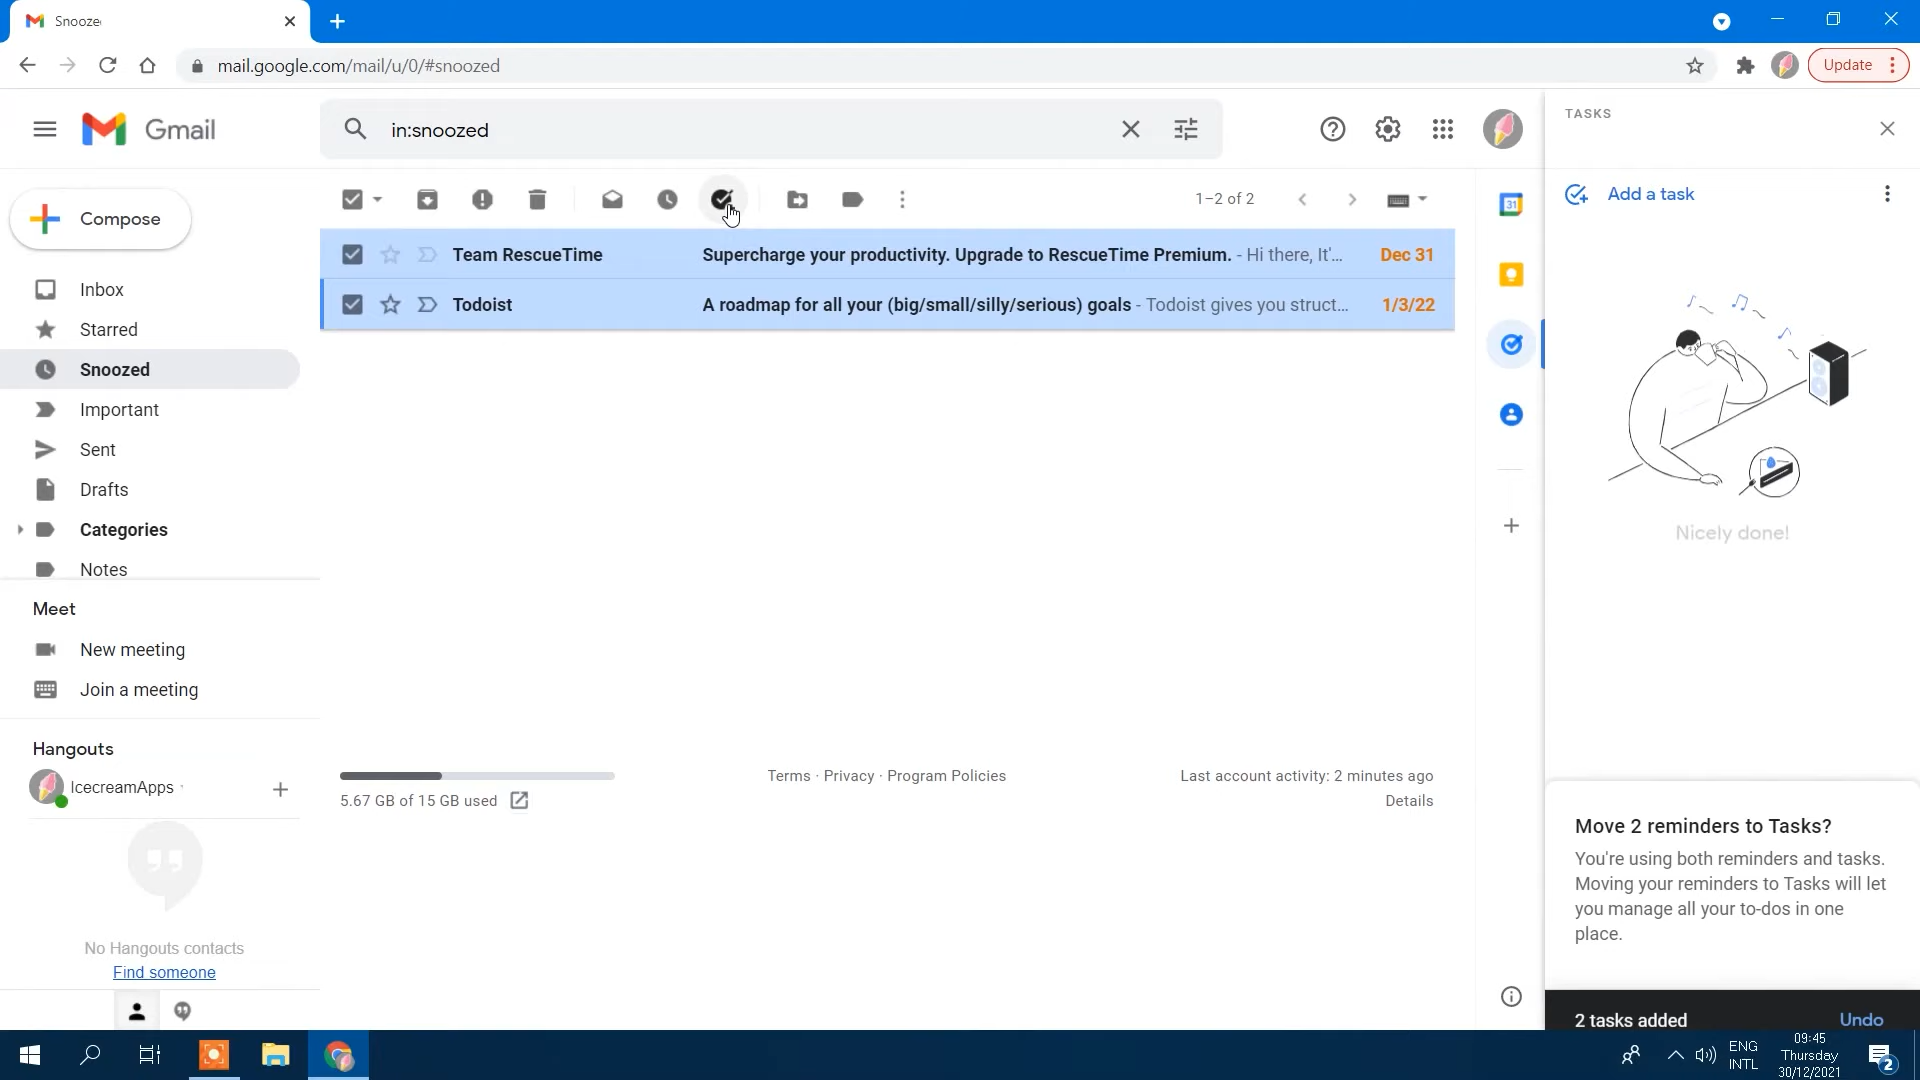 Snooze
mail.google.com/mail/u/0/#snoozed
Update
Gmail
in:snoozed
TASKS
Compose
1–2 of 2
31
Add a task
Team RescueTime Supercharge your productivity. Upgrade to RescueTime Premium. - Hi there, It'... Dec 31
Todoist A roadmap for all your (big/small/silly/serious) goals - Todoist gives you struct... 1/3/22
Inbox
Starred
Snoozed
Important
Sent
Drafts
Categories
Notes
Nicely done!
Meet
New meeting
Join a meeting
Hangouts
IcecreamApps
5.67 GB of 15 GB used
Terms · Privacy · Program Policies
Last account activity: 2 minutes ago
Details
No Hangouts contacts
Find someone
Move 2 reminders to Tasks?
You're using both reminders and tasks.
Moving your reminders to Tasks will let
you manage all your to-dos in one
place.
2 tasks added Undo
ENG
INTL
09:45
Thursday
30/12/2021
2